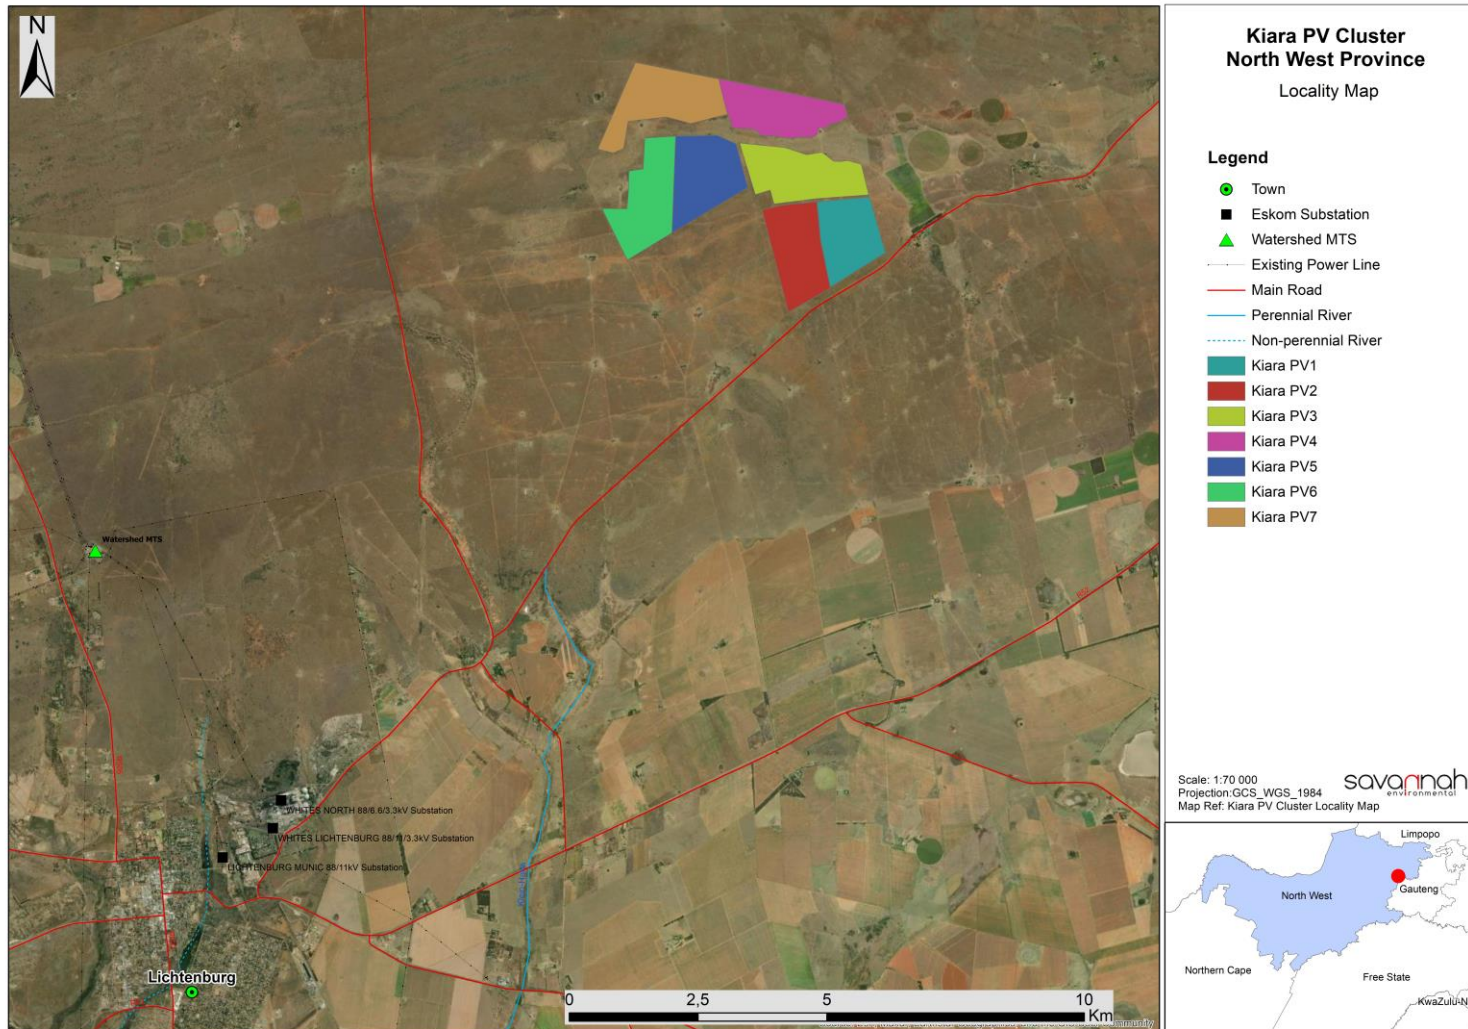 N
Watershed MTS
WHITES NORTH 88/6.6/3.3kV Substation
WHITES LICHTENBURG 88/11/3.3kV Substation
LICHTENBURG MUNIC 88/11kV Substation
Lichtenburg
R52
0 2,5 5 10
Km
Kiara PV Cluster
North West Province
Locality Map
Legend
Town
Eskom Substation
Watershed MTS
Existing Power Line
Main Road
Perennial River
Non-perennial River
Kiara PV1
Kiara PV2
Kiara PV3
Kiara PV4
Kiara PV5
Kiara PV6
Kiara PV7
Scale: 1:70 000
Projection:GCS_WGS_1984
Map Ref: Kiara PV Cluster Locality Map
savannah
environmental
Limpopo
North West
Gauteng
Northern Cape
Free State
KwaZulu-N